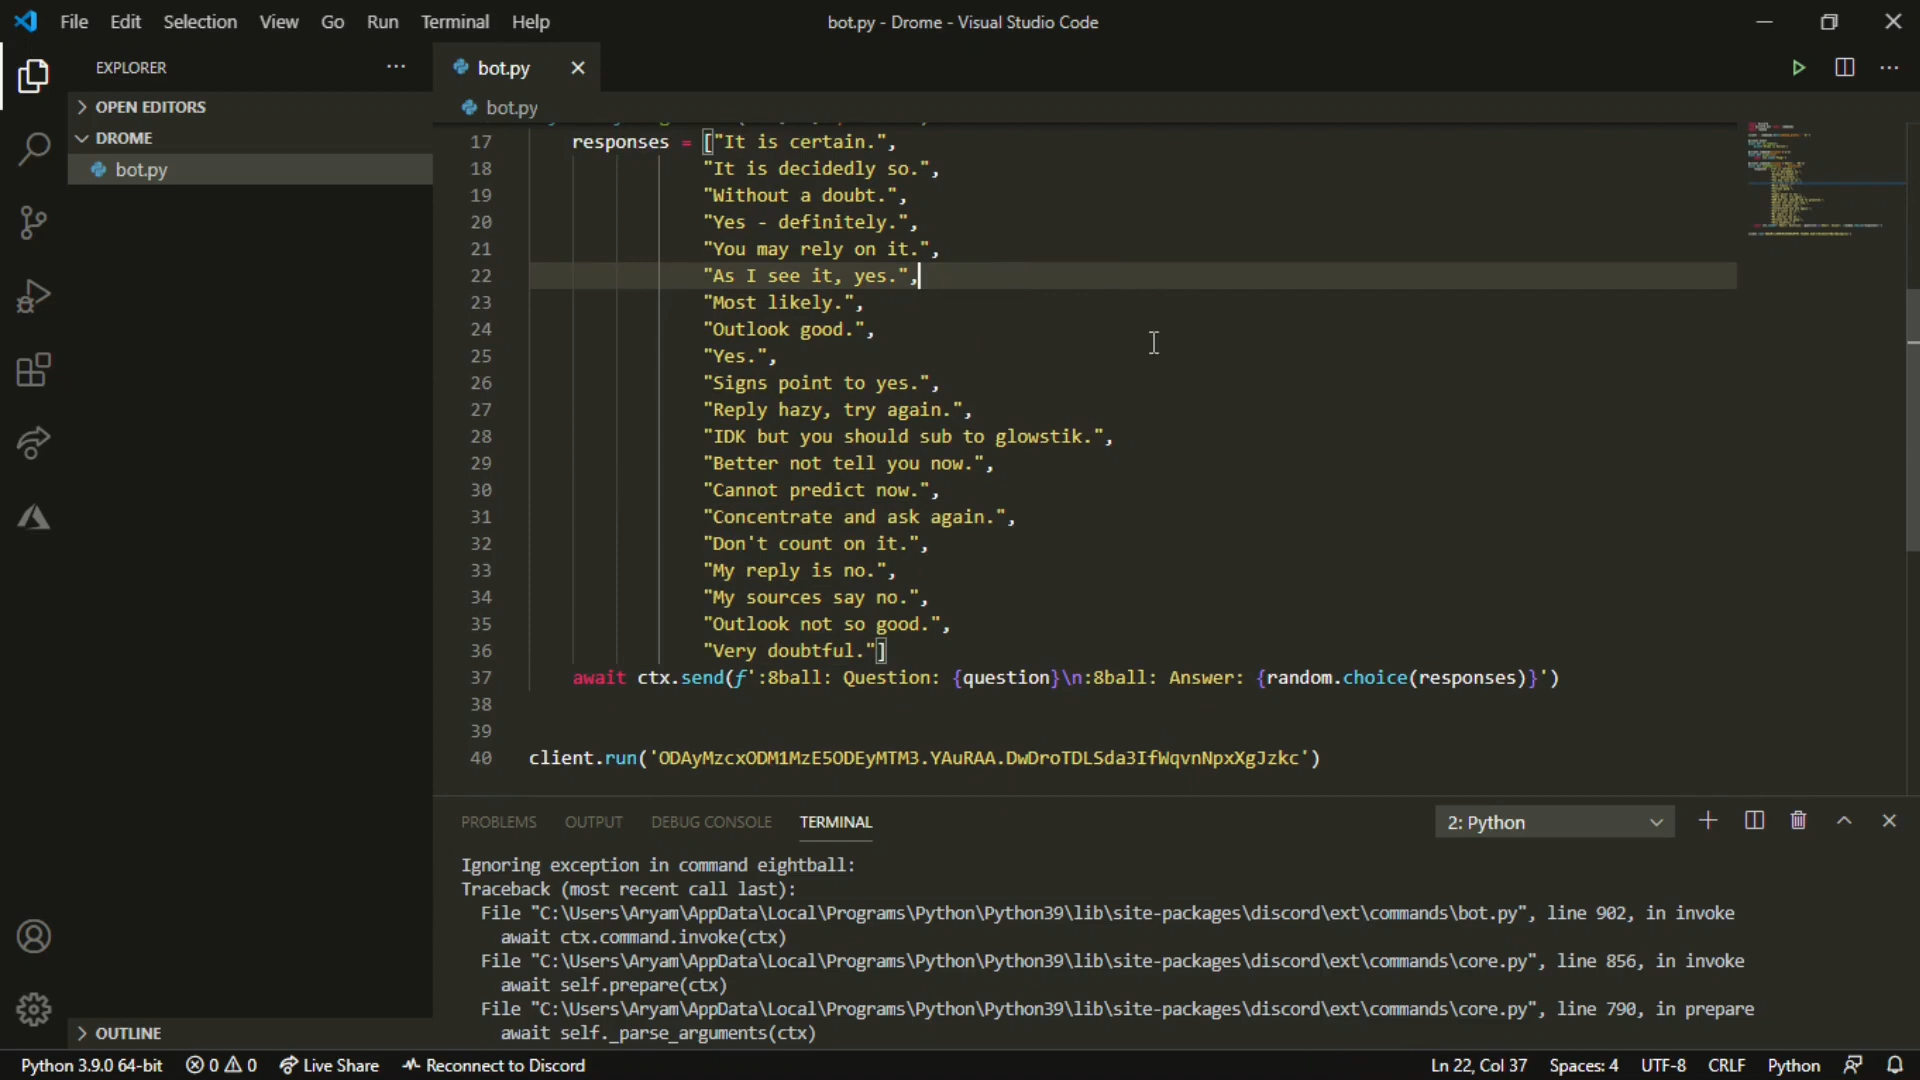 File Edit Selection View Go Run Terminal Help
bot.py - Drome - Visual Studio Code
EXPLORER
OPEN EDITORS
DROME
bot.py
OUTLINE
bot.py
bot.py
17 responses = ["It is certain.",
18 "It is decidedly so.",
19 "Without a doubt.",
20 "Yes - definitely.",
21 "You may rely on it.",
22 "As I see it, yes.",
23 "Most likely.",
24 "Outlook good.",
25 "Yes.",
26 "Signs point to yes.",
27 "Reply hazy, try again.",
28 "IDK but you should sub to glowstik.",
29 "Better not tell you now.",
30 "Cannot predict now.",
31 "Concentrate and ask again.",
32 "Don't count on it.",
33 "My reply is no.",
34 "My sources say no.",
35 "Outlook not so good.",
36 "Very doubtful."]
37 await ctx.send(f':8ball: Question: {question}\n:8ball: Answer: {random.choice(responses)}')
38
39
40 client.run('ODAyMzcxODM1MzE5ODEyMTM3.YAuRAA.DwDroTDLSda3IfWqvnNpxXgJzkc')
PROBLEMS OUTPUT DEBUG CONSOLE TERMINAL
2: Python
Ignoring exception in command eightball:
Traceback (most recent call last):
File "C:\Users\Aryam\AppData\Local\Programs\Python\Python39\lib\site-packages\discord\ext\commands\bot.py", line 902, in invoke
await ctx.command.invoke(ctx)
File "C:\Users\Aryam\AppData\Local\Programs\Python\Python39\lib\site-packages\discord\ext\commands\core.py", line 856, in invoke
await self.prepare(ctx)
File "C:\Users\Aryam\AppData\Local\Programs\Python\Python39\lib\site-packages\discord\ext\commands\core.py", line 790, in prepare
await self._parse_arguments(ctx)
Python 3.9.0 64-bit 0 0 Live Share Reconnect to Discord Ln 22, Col 37 Spaces: 4 UTF-8 CRLF Python